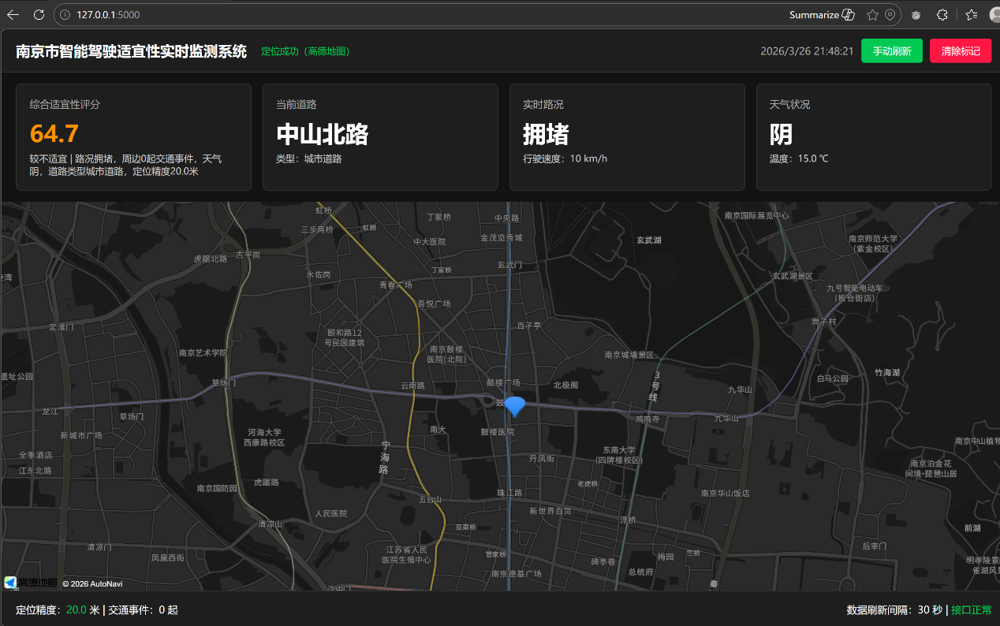 127.0.0.1:5000
Summarize
南京市智能驾驶适宜性实时监测系统
定位成功（高德地图）
2026/3/26 21:48:21
手动刷新
清除标记
综合适宜性评分
64.7
较不适宜 | 路况拥堵，周边0起交通事件，天气
阴，道路类型城市道路，定位精度20.0米
当前道路
中山北路
类型：城市道路
实时路况
拥堵
行驶速度：10 km/h
天气状况
阴
温度：15.0 ℃
虹桥
丁家桥
中央路
南京国际展览中心
三步两桥
虹桥
中大医院
金茂览秀城
玄武湖
南京师范大学
(紫金校区)
虎踞北路
古平岗
水佐岗
丁家桥
玄武门
青春广场
玄武湖景区
九号智能电动车
(板仓街店)
吾悦广场
定淮门
颐和路12
号民国建筑
百子亭
岗子村
南京艺术学院
南京鼓楼
医院(北院)
南京城墙景区
遗址公园
草场门
云南路
鼓楼广场
北极阁
3
号
线
九华山
白马公园
竹海湖
龙江
草场门
鸡鸣寺
九华山
新城市广场
河海大学
西康路校区
宁
海
路
南大
鼓楼医院
南京中山植物
全季酒店
江东北路
丹凤街
东南大学
(四牌楼校区)
南京泊金花
间境·琵琶山居
南京国防园
虎踞路
五台山
珠江路
老虎桥
南京华山饭店
人民医院
新世界百货
清凉山
豆菜桥
浮桥
前湖
清凉门
凤凰西街
江苏省人民
医院生殖中心
管家桥
碑亭巷
梅园
竺桥
后宰门
南京德基广场
总统府
明孝陵景
高德地图
© 2026 AutoNavi
定位精度：20.0 米 | 交通事件：0 起
数据刷新间隔：30 秒 | 接口正常